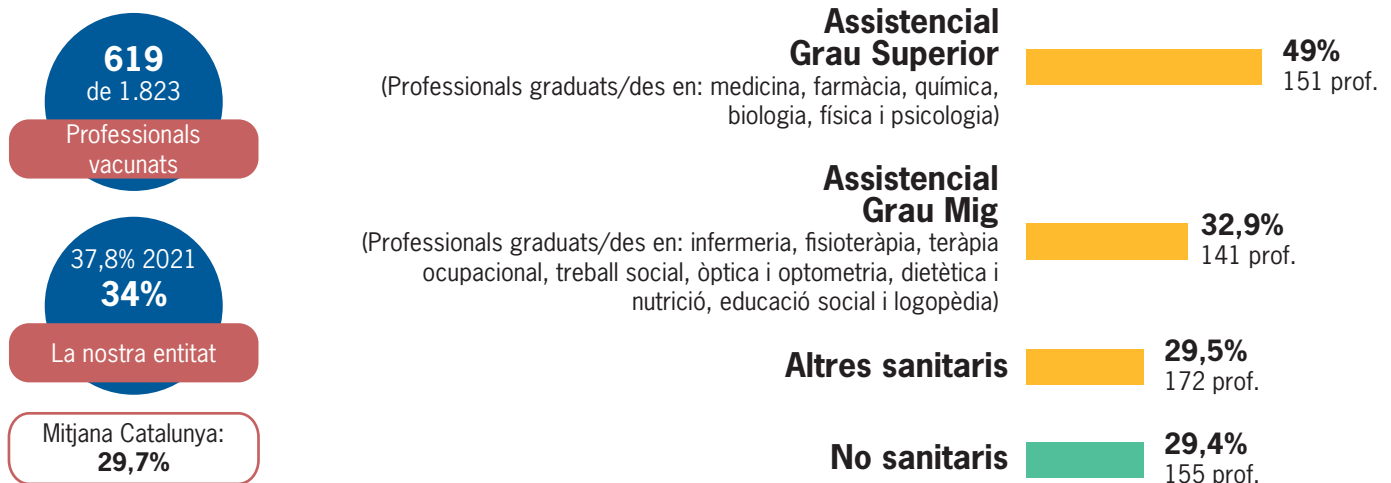 619
de 1.823
Professionals
vacunats
37,8% 2021
34%
La nostra entitat
Mitjana Catalunya:
29,7%
Assistencial
Grau Superior
(Professionals graduats/des en: medicina, farmàcia, química,
biologia, física i psicologia)
49%
151 prof.
Assistencial
Grau Mig
(Professionals graduats/des en: infermeria, fisioteràpia, teràpia
ocupacional, treball social, òptica i optometria, dietètica i
nutrició, educació social i logopèdia)
32,9%
141 prof.
Altres sanitaris
29,5%
172 prof.
No sanitaris
29,4%
155 prof.